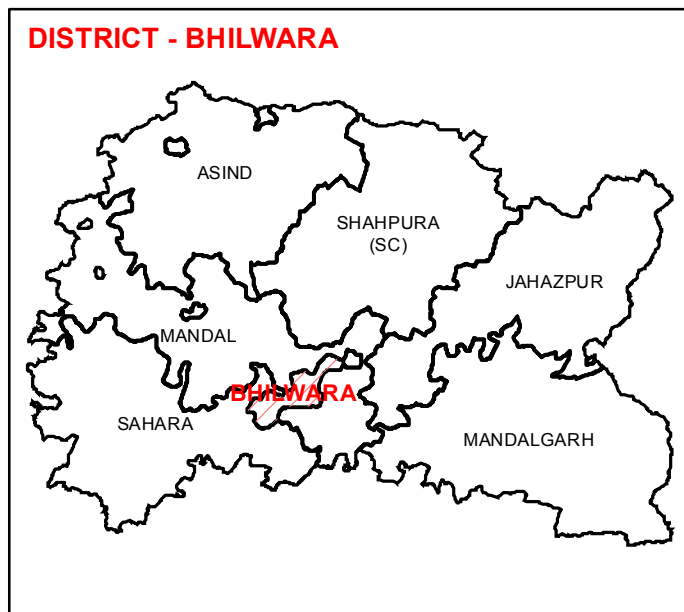 DISTRICT - BHILWARA
ASIND
SHAHPURA
(SC)
JAHAZPUR
MANDAL
BHILWARA
SAHARA
MANDALGARH